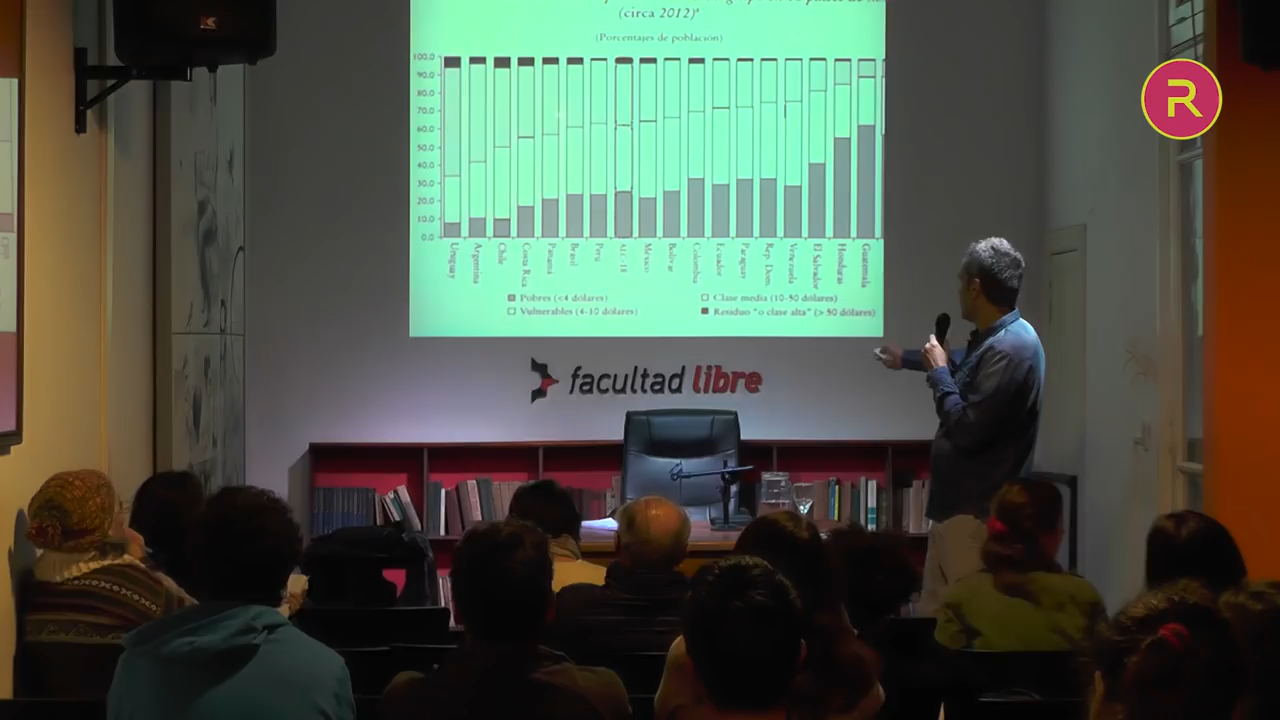 (circa 2012)*
(Porcentajes de población)
100.0
90.0
80.0
70.0
60.0
50.0
40.0
30.0
20.0
10.0
0.0
Uruguay
Argentina
Chile
Costa Rica
Panamá
Brasil
Perú
ALC-18
México
Bolivia
Colombia
Ecuador
Paraguay
Rep. Dom.
Venezuela
El Salvador
Honduras
Guatemala
Pobres (<4 dólares)
Clase media (10-50 dólares)
Vulnerables (4-10 dólares)
Residuo "o clase alta" (> 50 dólares)
facultad libre
R